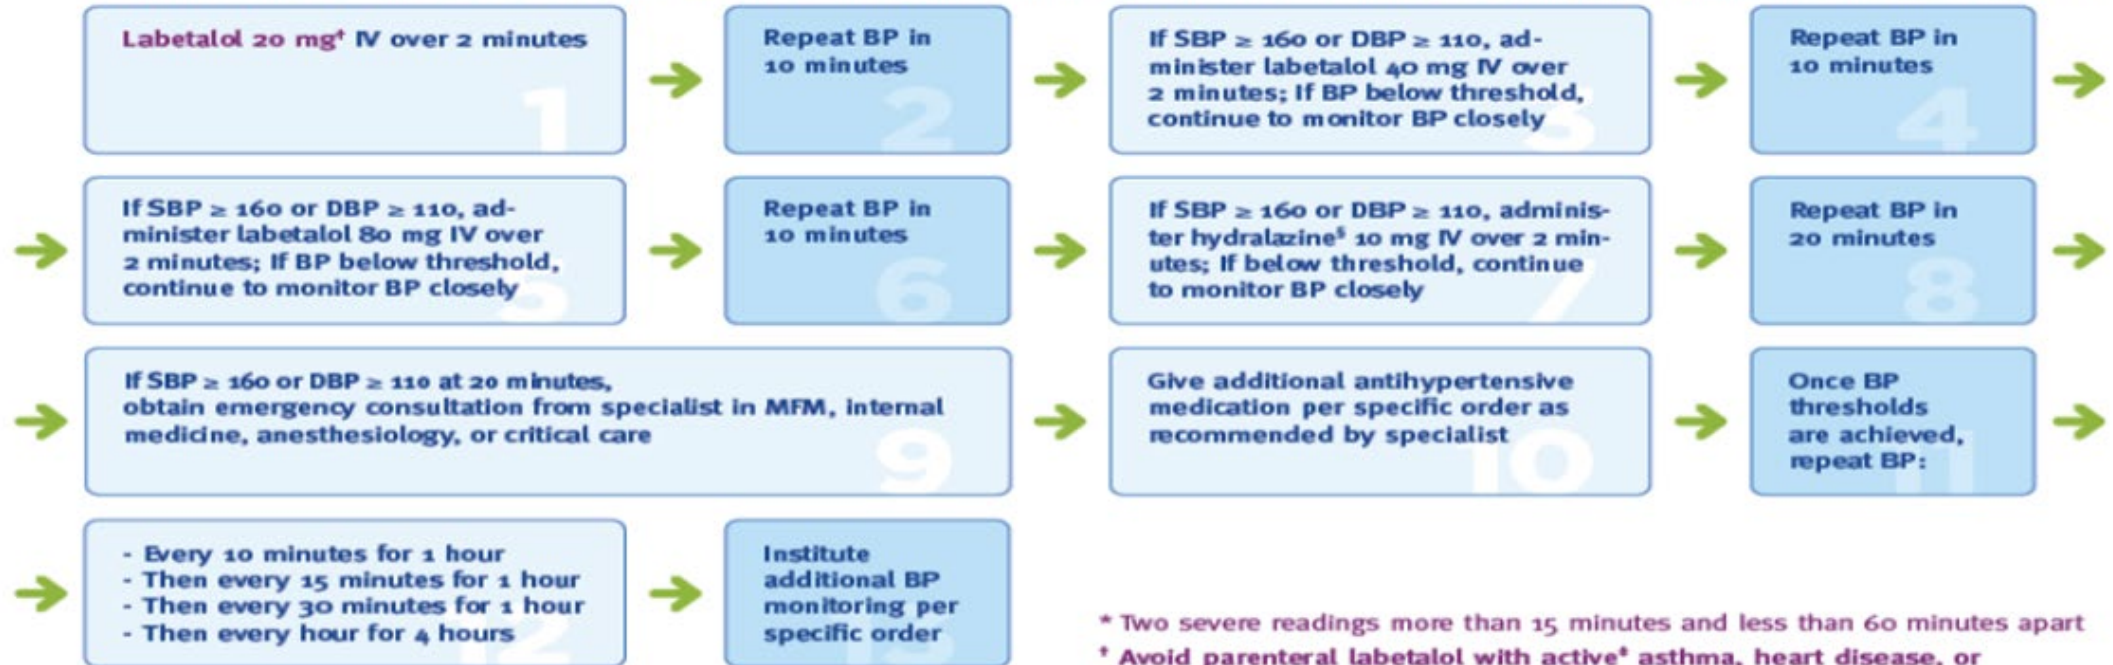 Labetalol 20 mg† IV over 2 minutes
1
Repeat BP in
10 minutes
2
If SBP ≥ 160 or DBP ≥ 110, ad-
minister labetalol 40 mg IV over
2 minutes; If BP below threshold,
continue to monitor BP closely
3
Repeat BP in
10 minutes
4
If SBP ≥ 160 or DBP ≥ 110, ad-
minister labetalol 80 mg IV over
2 minutes; If BP below threshold,
continue to monitor BP closely
5
Repeat BP in
10 minutes
6
If SBP ≥ 160 or DBP ≥ 110, adminis-
ter hydralazine§ 10 mg IV over 2 min-
utes; If below threshold, continue
to monitor BP closely
7
Repeat BP in
20 minutes
8
If SBP ≥ 160 or DBP ≥ 110 at 20 minutes,
obtain emergency consultation from specialist in MFM, internal
medicine, anesthesiology, or critical care
9
Give additional antihypertensive
medication per specific order as
recommended by specialist
10
Once BP
thresholds
are achieved,
repeat BP:
11
- Every 10 minutes for 1 hour
- Then every 15 minutes for 1 hour
- Then every 30 minutes for 1 hour
- Then every hour for 4 hours
12
Institute
additional BP
monitoring per
specific order
13
* Two severe readings more than 15 minutes and less than 60 minutes apart
† Avoid parenteral labetalol with active‡ asthma, heart disease, or